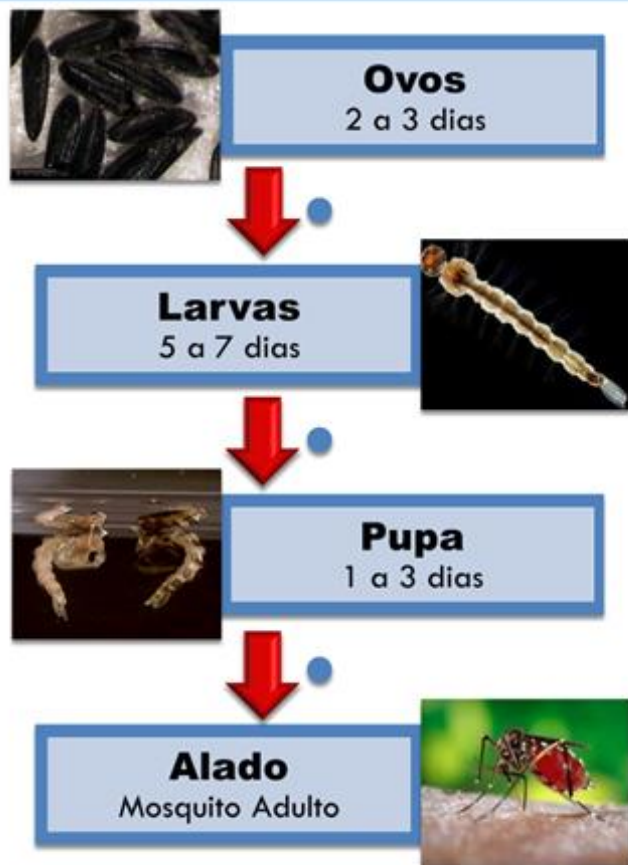 Ovos
2 a 3 dias
Larvas
5 a 7 dias
Pupa
1 a 3 dias
Alado
Mosquito Adulto